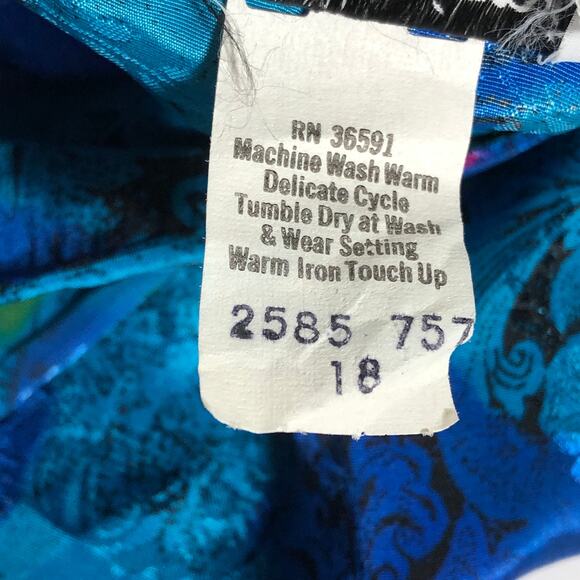 RN 36591
Machine Wash Warm
Delicate Cycle
Tumble Dry at Wash
& Wear Setting
Warm Iron Touch Up
2585 757
18